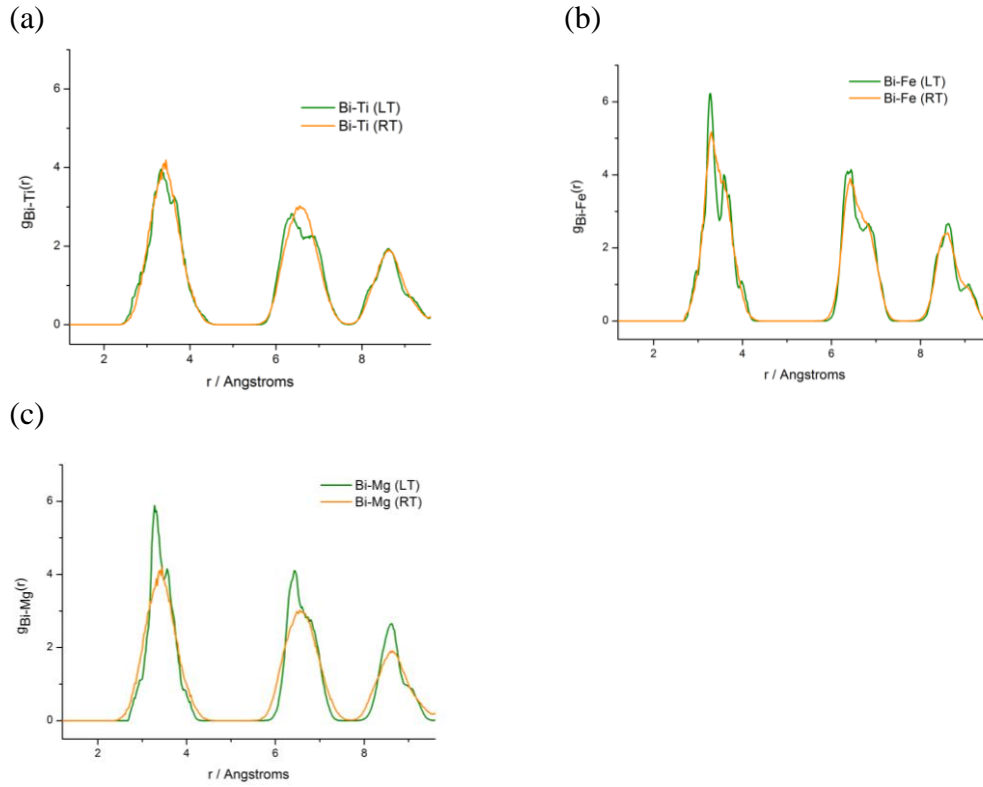 (a)
6
4
2
0
2
4
6
8
gBi-Ti(r)
r / Angstroms
Bi-Ti (LT)
Bi-Ti (RT)
(b)
6
4
2
0
2
4
6
8
gBi-Fe(r)
r / Angstroms
Bi-Fe (LT)
Bi-Fe (RT)
(c)
6
4
2
0
2
4
6
8
gBi-Mg(r)
r / Angstroms
Bi-Mg (LT)
Bi-Mg (RT)